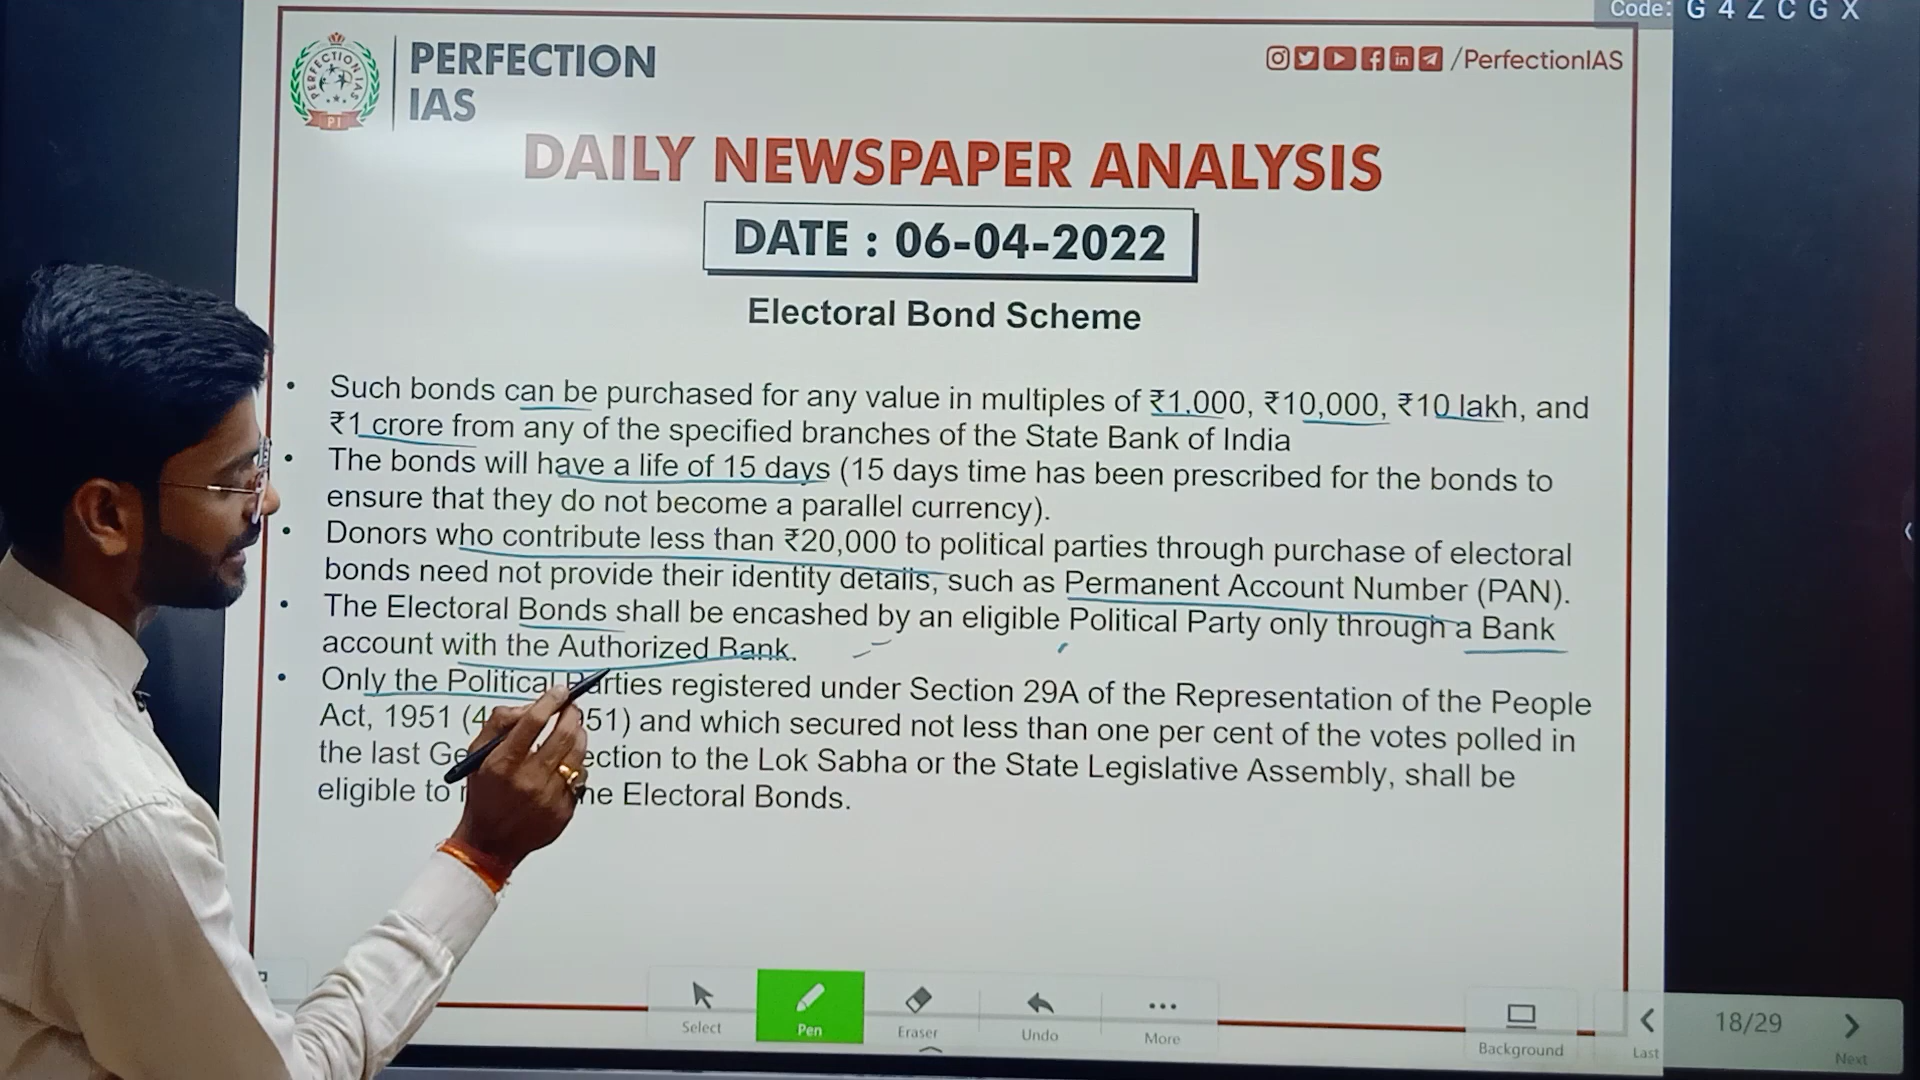 Code: G 4 Z C G X
PERFECTION IAS
PI
PERFECTION
IAS
/PerfectionIAS
DAILY NEWSPAPER ANALYSIS
DATE : 06-04-2022
Electoral Bond Scheme
• Such bonds can be purchased for any value in multiples of ₹1,000, ₹10,000, ₹10 lakh, and
₹1 crore from any of the specified branches of the State Bank of India
• The bonds will have a life of 15 days (15 days time has been prescribed for the bonds to
ensure that they do not become a parallel currency).
• Donors who contribute less than ₹20,000 to political parties through purchase of electoral
bonds need not provide their identity details, such as Permanent Account Number (PAN).
• The Electoral Bonds shall be encashed by an eligible Political Party only through a Bank
account with the Authorized Bank.
• Only the Political Parties registered under Section 29A of the Representation of the People
Act, 1951 (4 51) and which secured not less than one per cent of the votes polled in
the last ection to the Lok Sabha or the State Legislative Assembly, shall be
eligible to Electoral Bonds.
Select
Pen
Eraser
Undo
More
Background
Last
18/29
Next